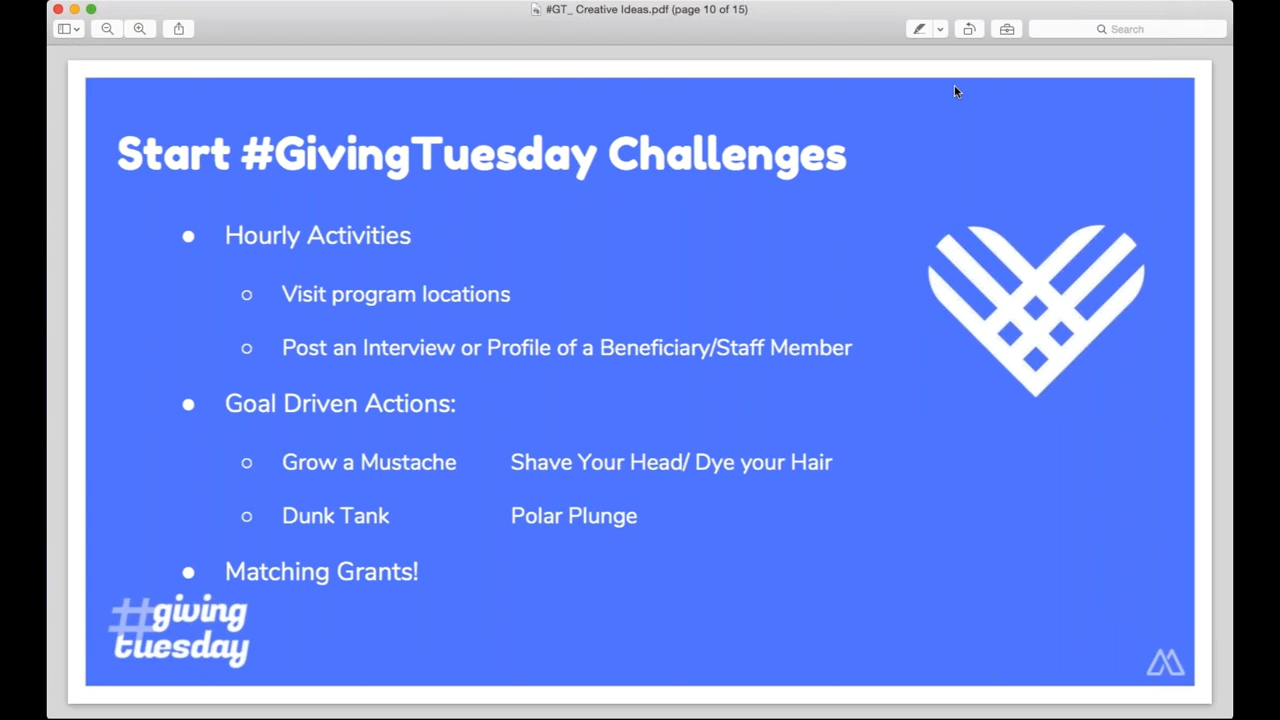 #GT_ Creative Ideas.pdf (page 10 of 15)
Search
Start #GivingTuesday Challenges
Hourly Activities
Visit program locations
Post an Interview or Profile of a Beneficiary/Staff Member
Goal Driven Actions:
Grow a Mustache Shave Your Head/ Dye your Hair
Dunk Tank Polar Plunge
Matching Grants!
#giving
tuesday